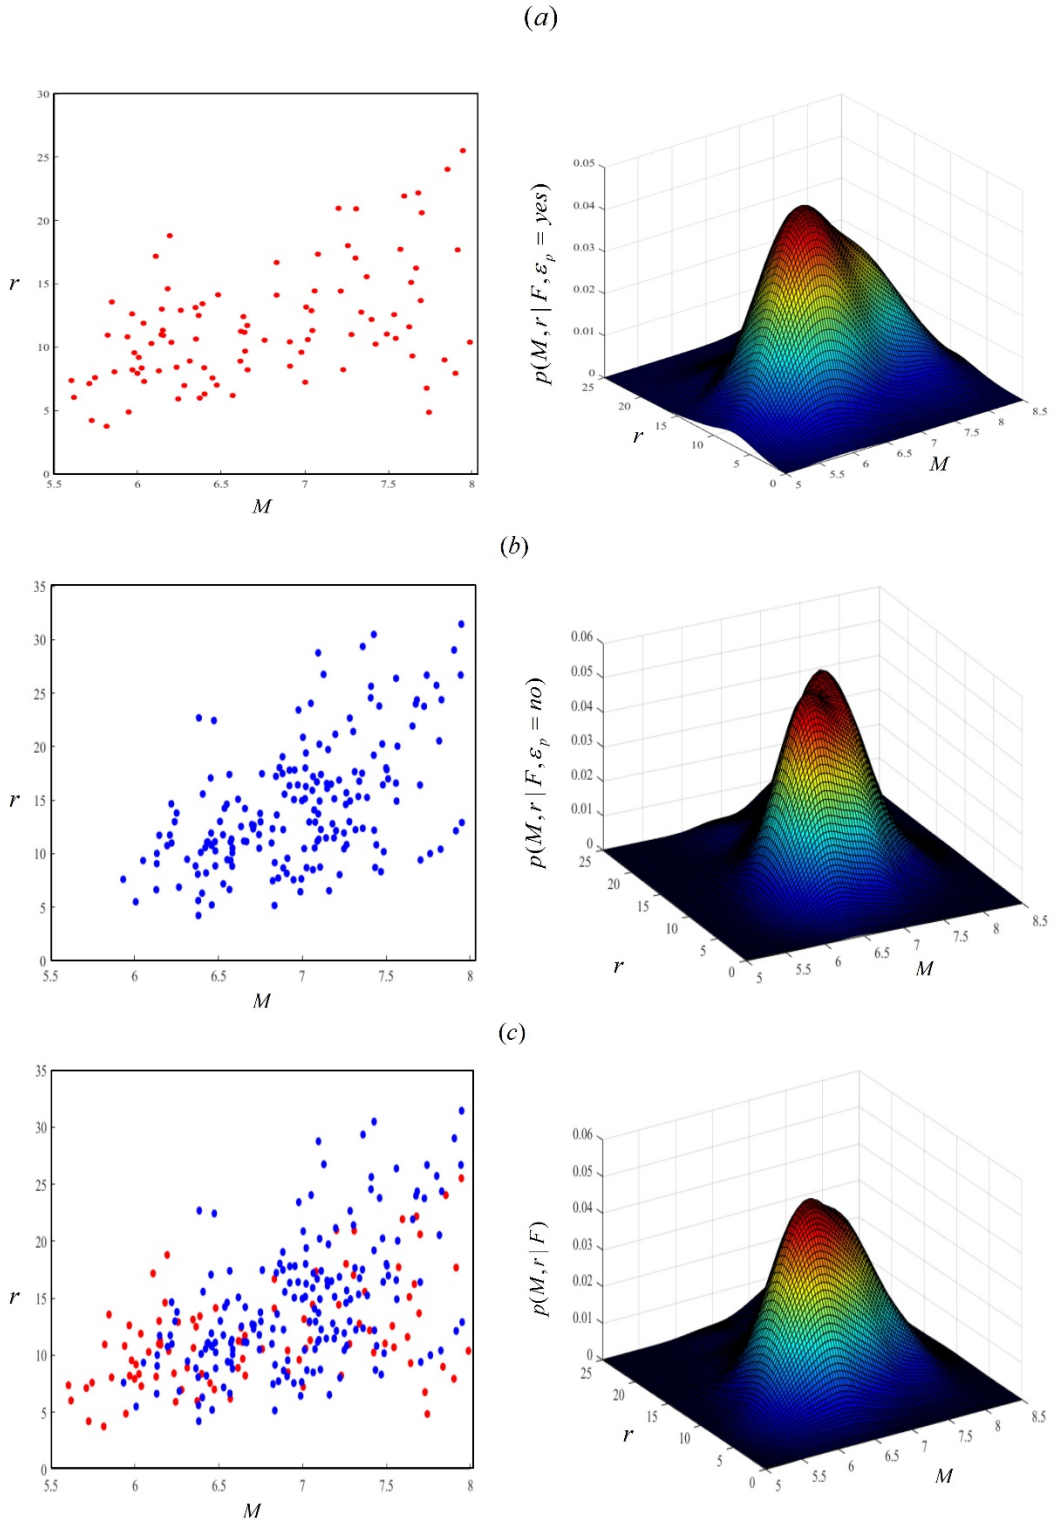 (a)
30
25
20
15
10
5
0
r
5.5 6 6.5 7 7.5 8
M
0.05
0.04
0.03
0.02
0.01
0
p(M, r | F, ε_p = yes)
25 20 15 10 5 0
r
5 5.5 6 6.5 7 7.5 8 8.5
M
(b)
35
30
25
20
15
10
5
0
r
5.5 6 6.5 7 7.5 8
M
0.06
0.05
0.04
0.03
0.02
0.01
0
p(M, r | F, ε_p = no)
25 20 15 10 5 0
r
5 5.5 6 6.5 7 7.5 8 8.5
M
(c)
35
30
25
20
15
10
5
0
r
5.5 6 6.5 7 7.5 8
M
0.06
0.05
0.04
0.03
0.02
0.01
0
p(M, r | F)
25 20 15 10 5 0
r
5 5.5 6 6.5 7 7.5 8 8.5
M